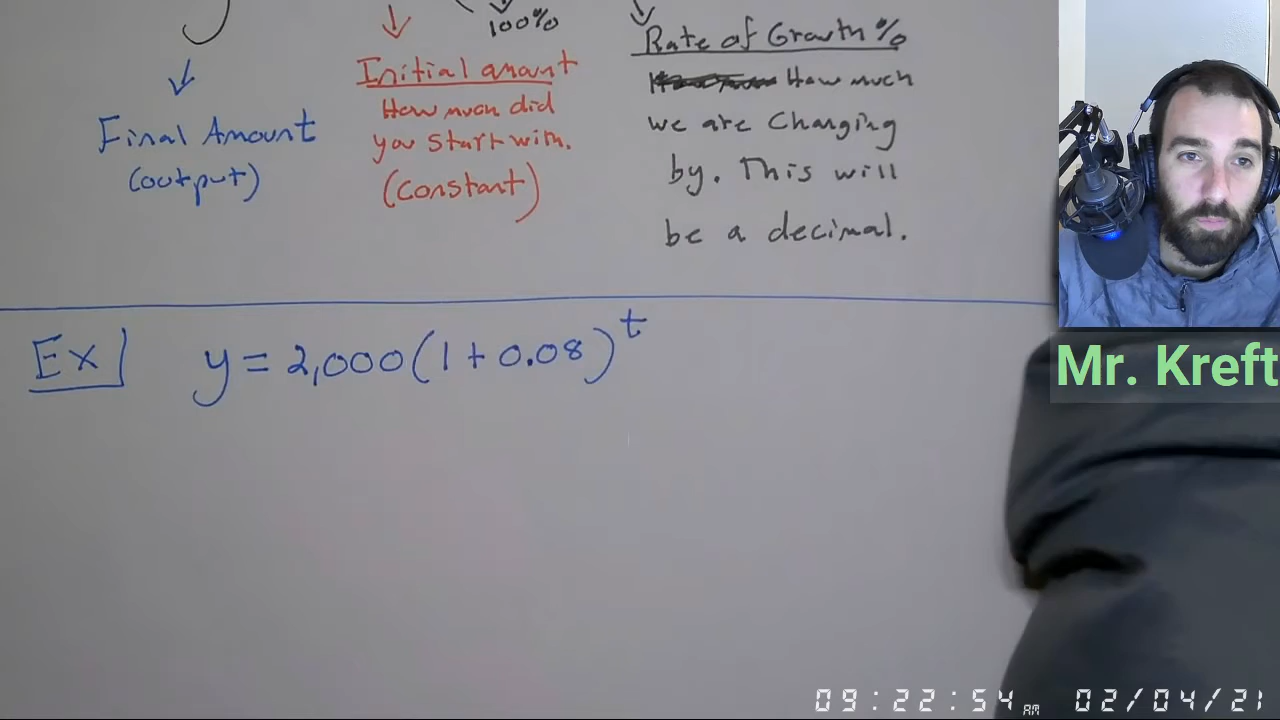 100%
Rate of Growth %
Initial amount
How much
How much did
Final Amount
we are Changing
you start with.
by. This will
(output)
(constant)
be a decimal.
Ex 1
y = 2,000(1 + 0.08)^t
Mr. Kreft
09:22:54 AM 02/04/21